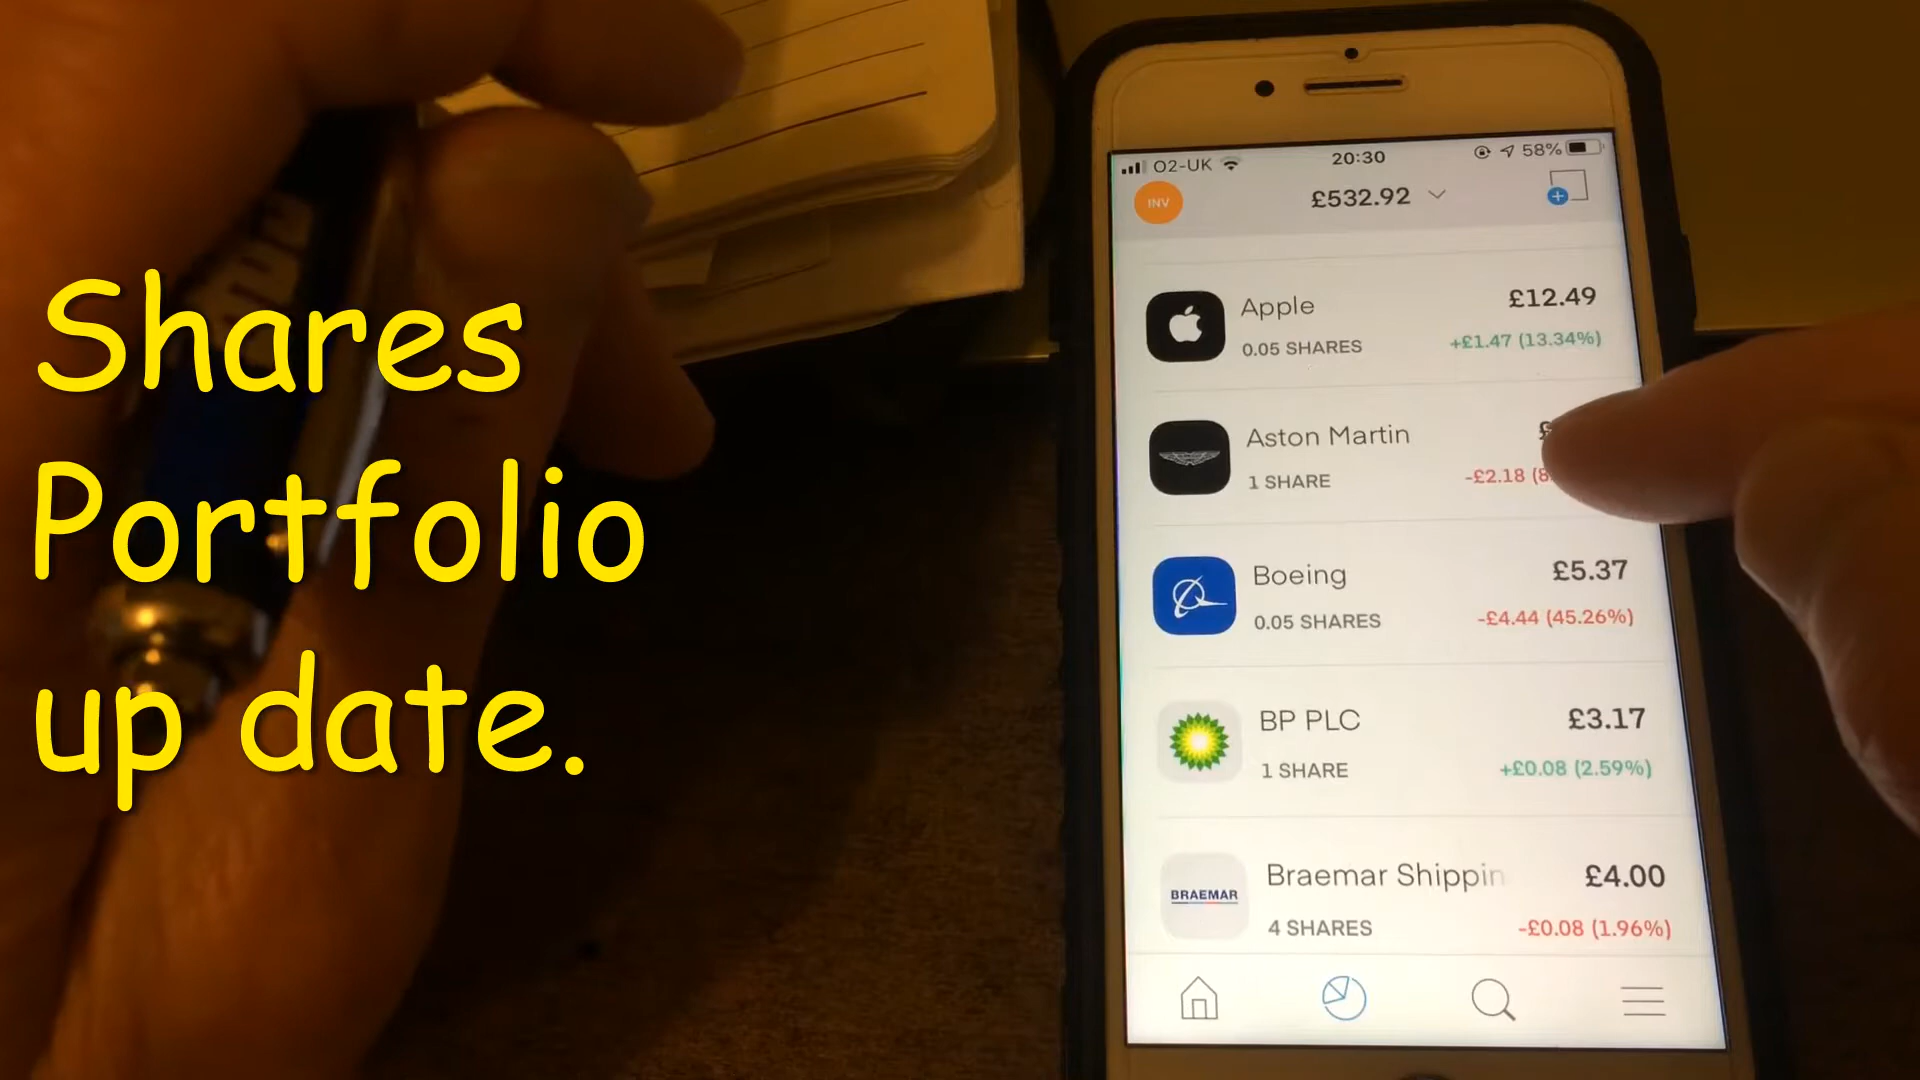 Shares
Portfolio
up date.
O2-UK 20:30 58%
INV £532.92
Apple £12.49
0.05 SHARES +£1.47 (13.34%)
Aston Martin
1 SHARE -£2.18
Boeing £5.37
0.05 SHARES -£4.44 (45.26%)
BP PLC £3.17
1 SHARE +£0.08 (2.59%)
BRAEMAR
Braemar Shippin £4.00
4 SHARES -£0.08 (1.96%)